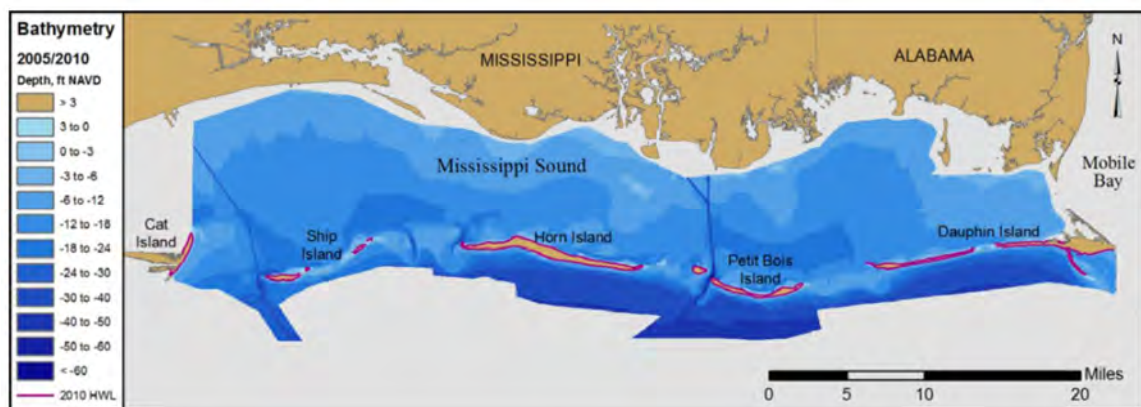 Bathymetry
2005/2010
Depth, ft NAVD
> 3
3 to 0
0 to -3
-3 to -6
-6 to -12
-12 to -18
-18 to -24
-24 to -30
-30 to -40
-40 to -50
-50 to -60
< -60
2010 HWL
MISSISSIPPI
ALABAMA
N
Mississippi Sound
Mobile
Bay
Cat
Island
Ship
Island
Horn Island
Petit Bois
Island
Dauphin Island
Miles
0 5 10 20